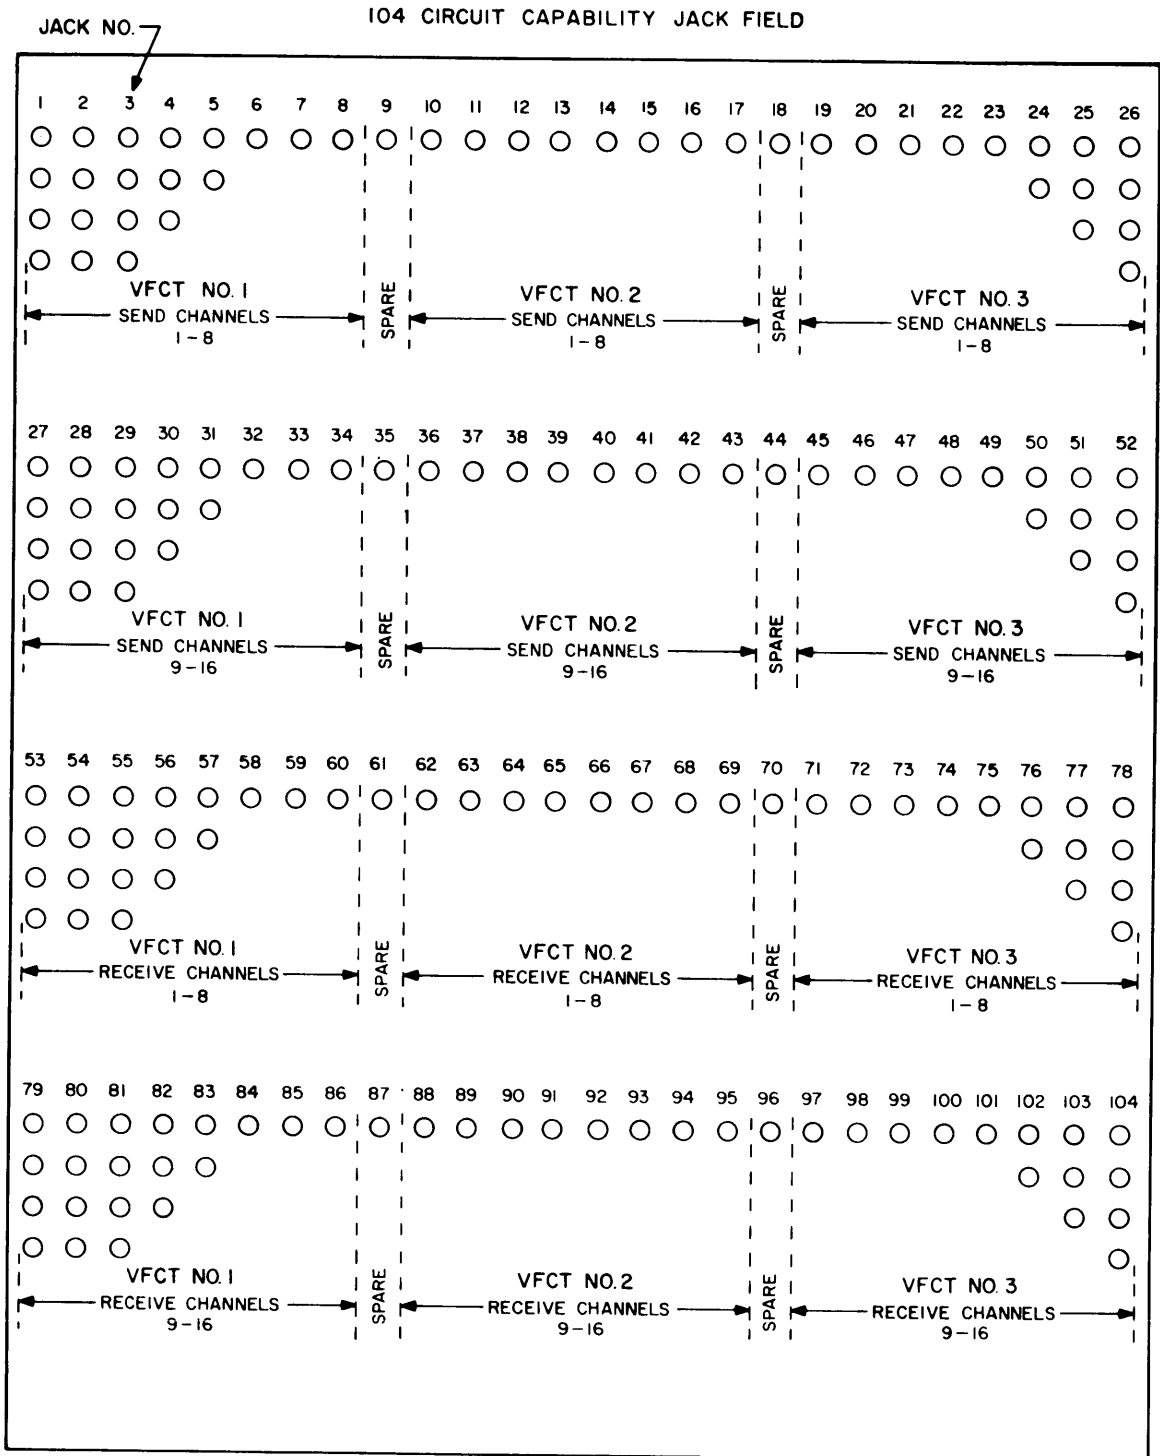 104 CIRCUIT CAPABILITY JACK FIELD
JACK NO.
1 2 3 4 5 6 7 8 9 10 11 12 13 14 15 16 17 18 19 20 21 22 23 24 25 26
VFCT NO. 1 SPARE VFCT NO. 2 SPARE VFCT NO. 3
SEND CHANNELS SEND CHANNELS SEND CHANNELS
1-8 1-8 1-8
27 28 29 30 31 32 33 34 35 36 37 38 39 40 41 42 43 44 45 46 47 48 49 50 51 52
VFCT NO. 1 SPARE VFCT NO. 2 SPARE VFCT NO. 3
SEND CHANNELS SEND CHANNELS SEND CHANNELS
9-16 9-16 9-16
53 54 55 56 57 58 59 60 61 62 63 64 65 66 67 68 69 70 71 72 73 74 75 76 77 78
VFCT NO. 1 SPARE VFCT NO. 2 SPARE VFCT NO. 3
RECEIVE CHANNELS RECEIVE CHANNELS RECEIVE CHANNELS
1-8 1-8 1-8
79 80 81 82 83 84 85 86 87 88 89 90 91 92 93 94 95 96 97 98 99 100 101 102 103 104
VFCT NO. 1 SPARE VFCT NO. 2 SPARE VFCT NO. 3
RECEIVE CHANNELS RECEIVE CHANNELS RECEIVE CHANNELS
9-16 9-16 9-16